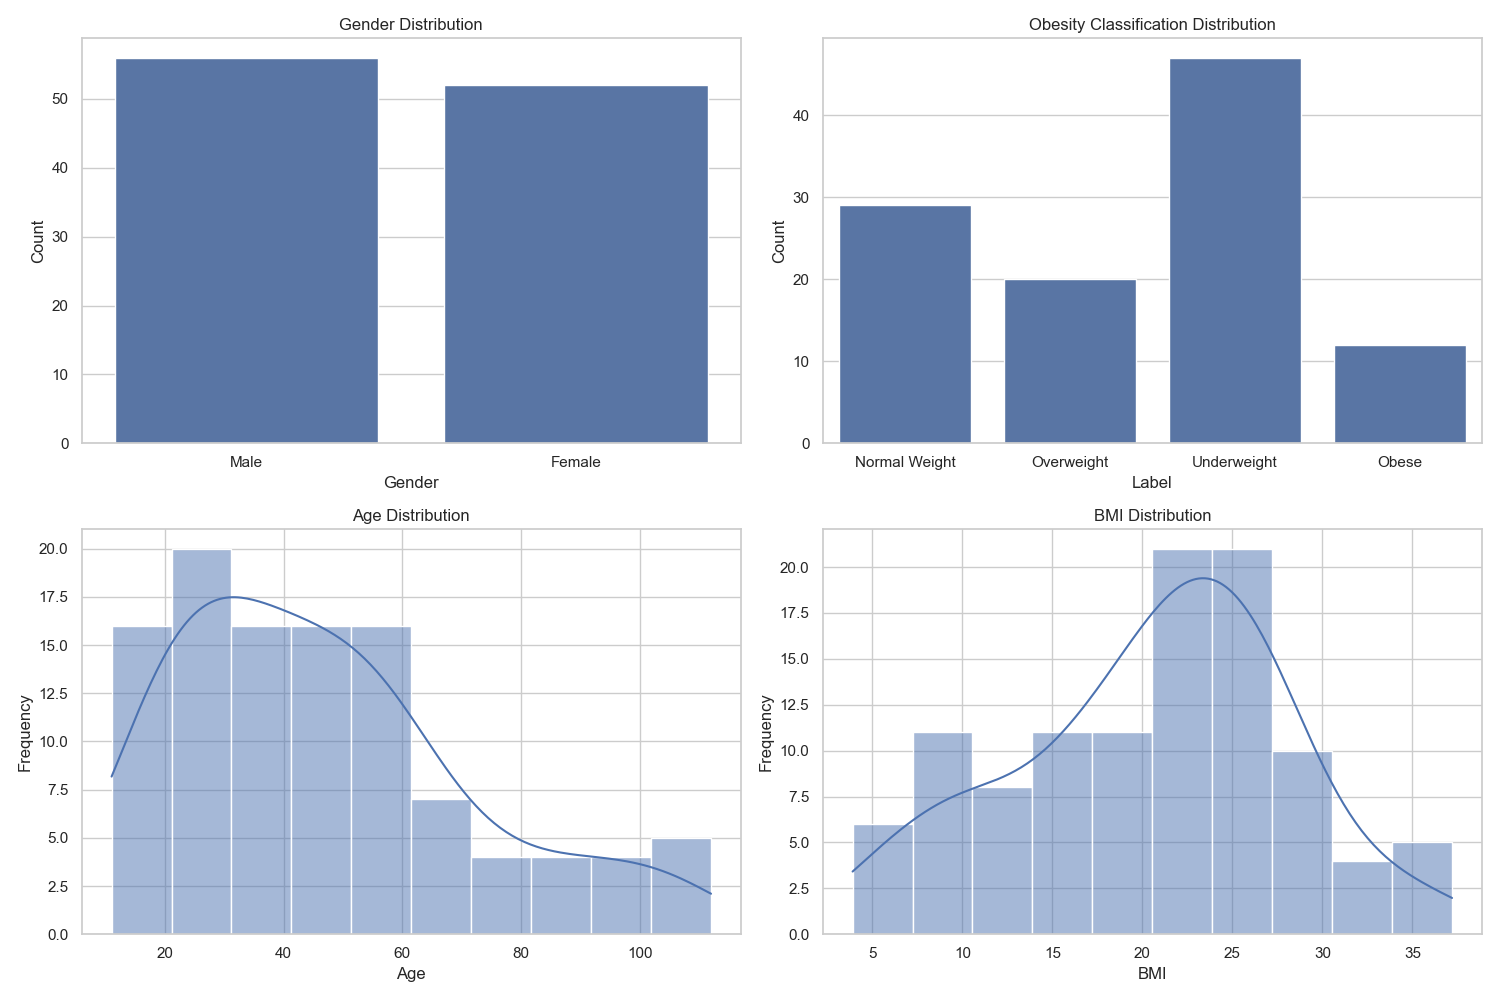 Gender Distribution
50
40
30
20
10
0
Count
Male Female
Gender
Obesity Classification Distribution
40
30
20
10
0
Count
Normal Weight Overweight Underweight Obese
Label
Age Distribution
20.0
17.5
15.0
12.5
10.0
7.5
5.0
2.5
0.0
Frequency
20 40 60 80 100
Age
BMI Distribution
20.0
17.5
15.0
12.5
10.0
7.5
5.0
2.5
0.0
Frequency
5 10 15 20 25 30 35
BMI